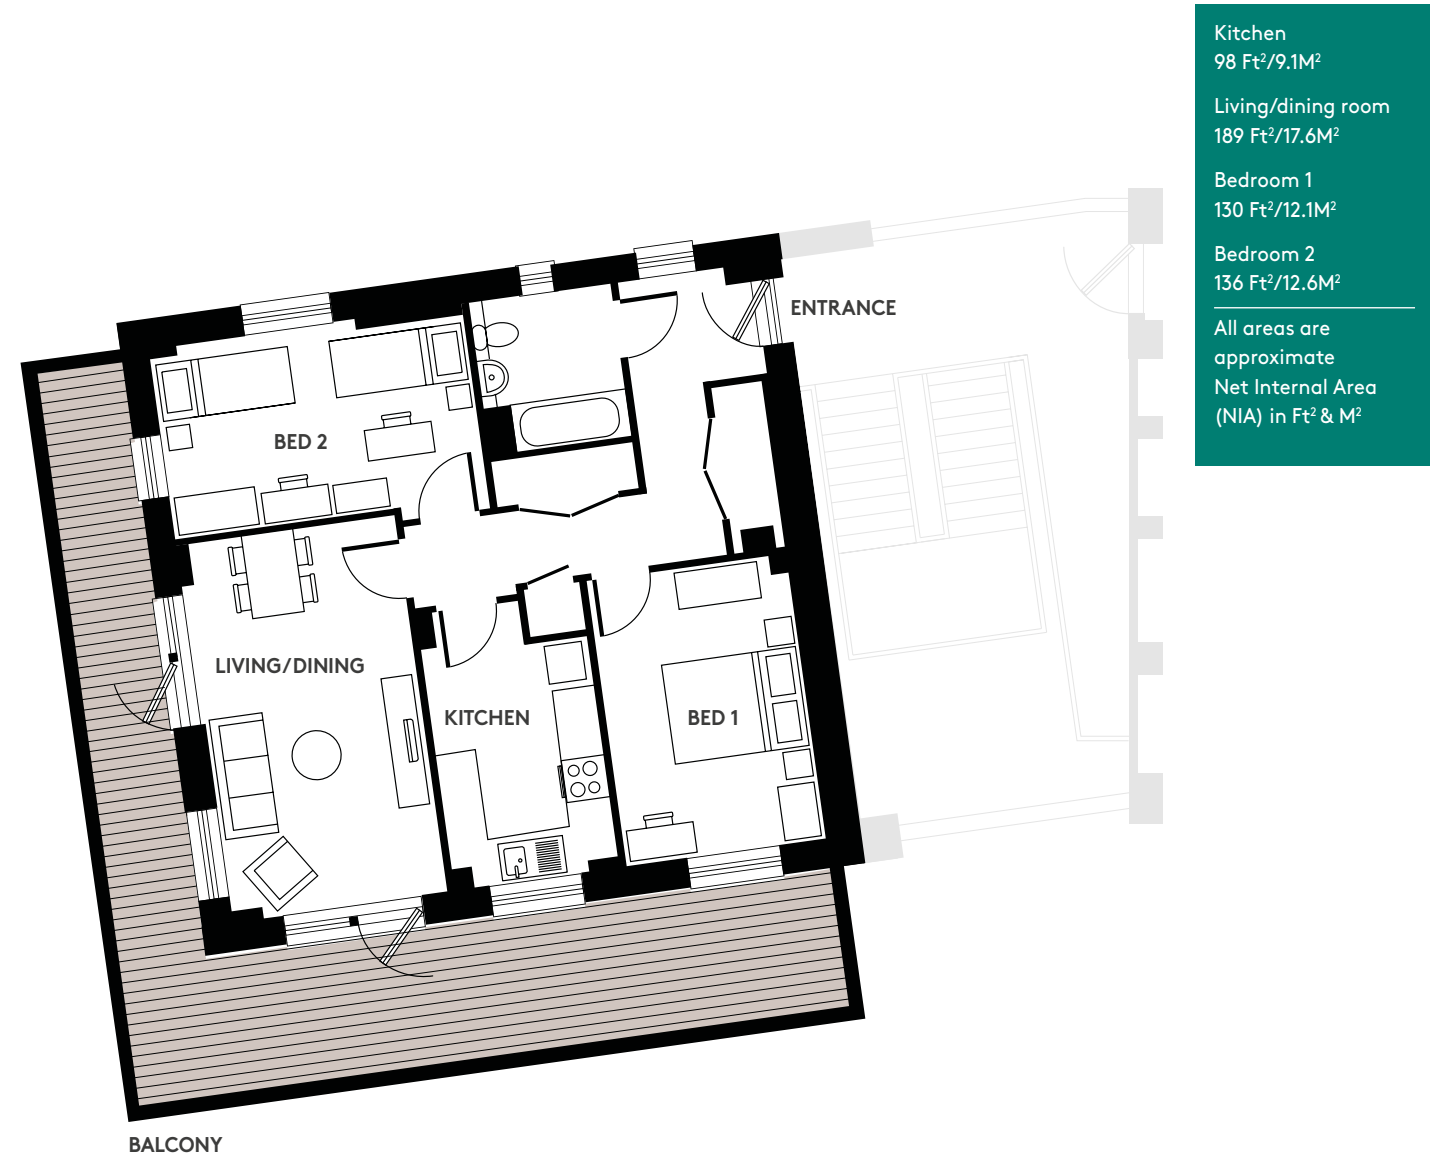 Kitchen
98 Ft²/9.1M²
Living/dining room
189 Ft²/17.6M²
Bedroom 1
130 Ft²/12.1M²
Bedroom 2
136 Ft²/12.6M²
All areas are
approximate
Net Internal Area
(NIA) in Ft² & M²
ENTRANCE
BED 2
LIVING/DINING
KITCHEN
BED 1
BALCONY